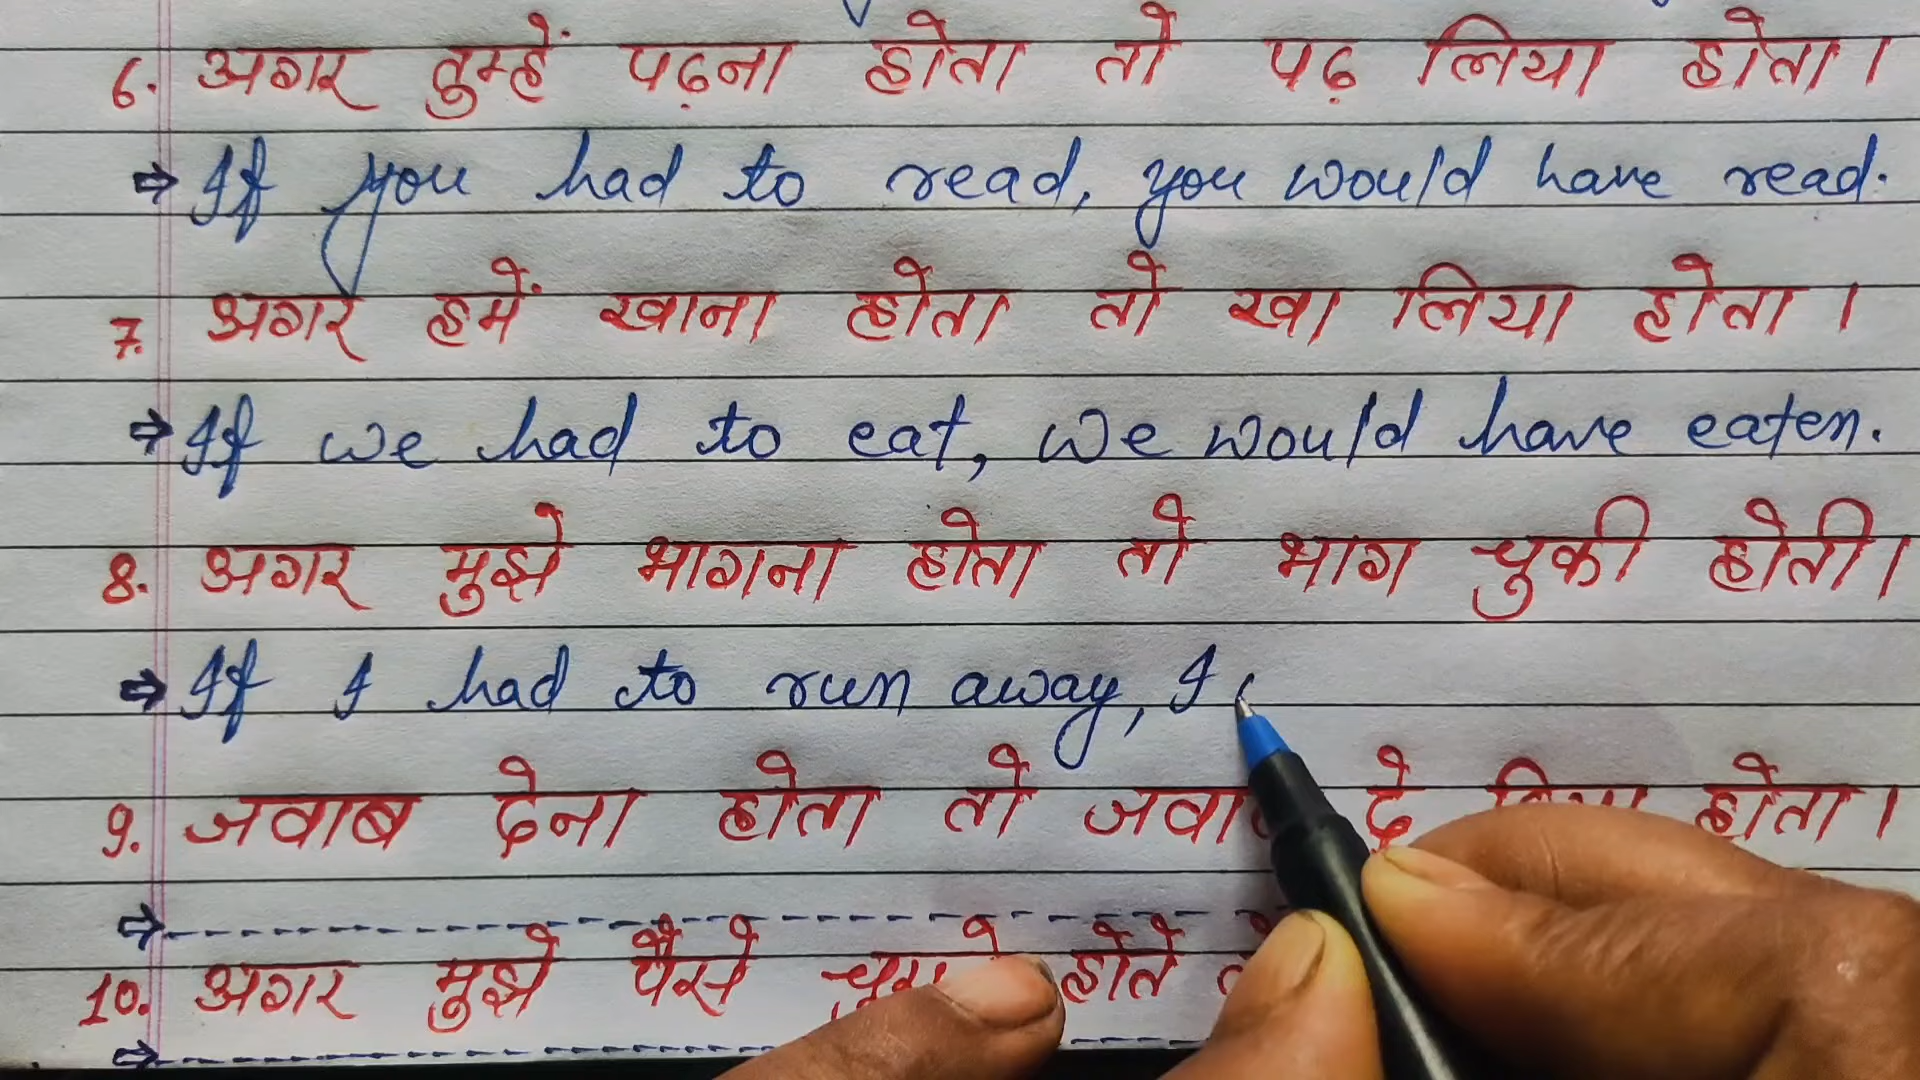 6. अगर तुम्हें पढ़ना होता तो पढ़ लिया होता।
⇒ If you had to read, you would have read.
7. अगर हमें खाना होता तो खा लिया होता।
⇒ If we had to eat, we would have eaten.
8. अगर मुझे भागना होता तो भाग चुकी होती।
⇒ If I had to run away, I
9. जवाब देना होता तो दे होता।
⇒
10. अगर मुझे पैसे होते
⇒